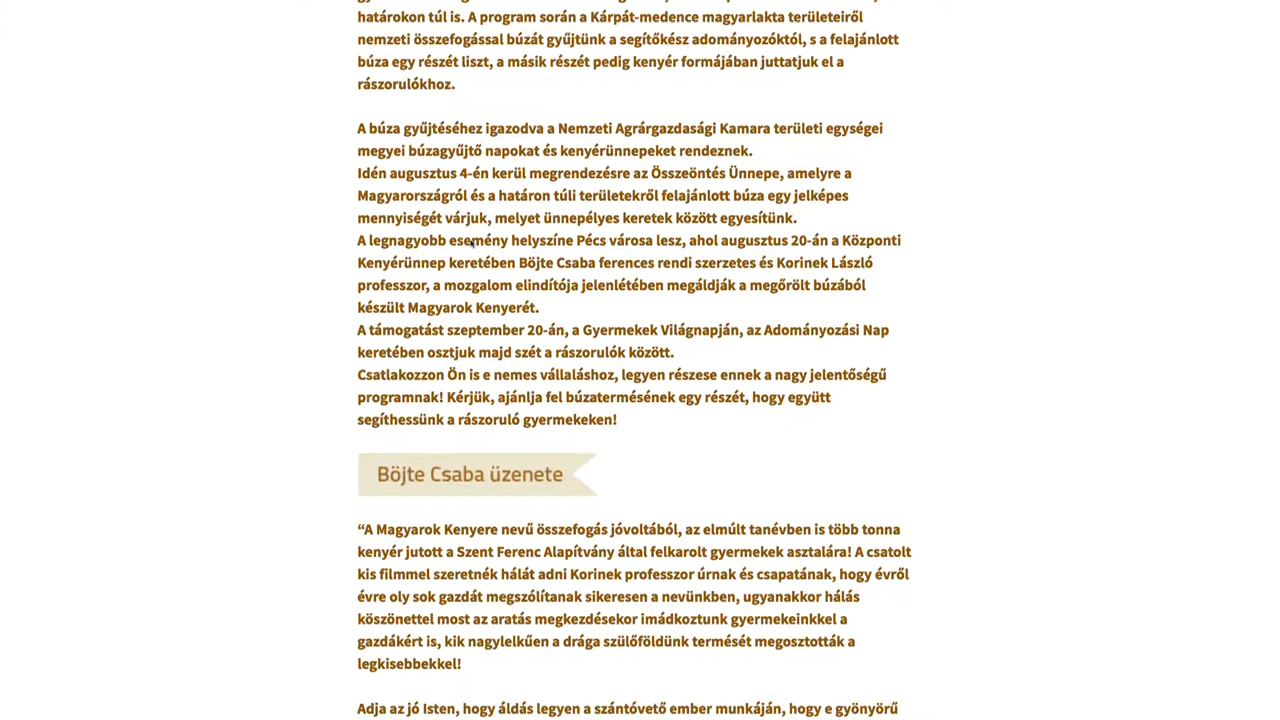 határokon túl is. A program során a Kárpát-medence magyarlakta területeiről
nemzeti összefogással búzát gyűjtünk a segítőkész adományozóktól, s a felajánlott
búza egy részét liszt, a másik részét pedig kenyér formájában juttatjuk el a
rászorulókhoz.
A búza gyűjtéséhez igazodva a Nemzeti Agrárgazdasági Kamara területi egységei
megyei búzagyűjtő napokat és kenyérünnepeket rendeznek.
Idén augusztus 4-én kerül megrendezésre az Összeöntés Ünnepe, amelyre a
Magyarországról és a határon túli területekről felajánlott búza egy jelképes
mennyiségét várjuk, melyet ünnepélyes keretek között egyesítünk.
A legnagyobb esemény helyszíne Pécs városa lesz, ahol augusztus 20-án a Központi
Kenyérünnep keretében Böjte Csaba ferences rendi szerzetes és Korinek László
professzor, a mozgalom elindítója jelenlétében megáldják a megőrölt búzából
készült Magyarok Kenyerét.
A támogatást szeptember 20-án, a Gyermekek Világnapján, az Adományozási Nap
keretében osztjuk majd szét a rászorulók között.
Csatlakozzon Ön is e nemes vállaláshoz, legyen részese ennek a nagy jelentőségű
programnak! Kérjük, ajánlja fel búzatermésének egy részét, hogy együtt
segíthessünk a rászoruló gyermekeken!
Böjte Csaba üzenete
“A Magyarok Kenyere nevű összefogás jóvoltából, az elmúlt tanévben is több tonna
kenyér jutott a Szent Ferenc Alapítvány által felkarolt gyermekek asztalára! A csatolt
kis filmmel szeretnék hálát adni Korinek professzor úrnak és csapatának, hogy évről
évre oly sok gazdát megszólítanak sikeresen a nevünkben, ugyanakkor hálás
köszönettel most az aratás megkezdésekor imádkoztunk gyermekeinkkel a
gazdákért is, kik nagylelkűen a drága szülőföldünk termését megosztották a
legkisebbekkel!
Adja az jó Isten, hogy áldás legyen a szántóvető ember munkáján, hogy e gyönyörű